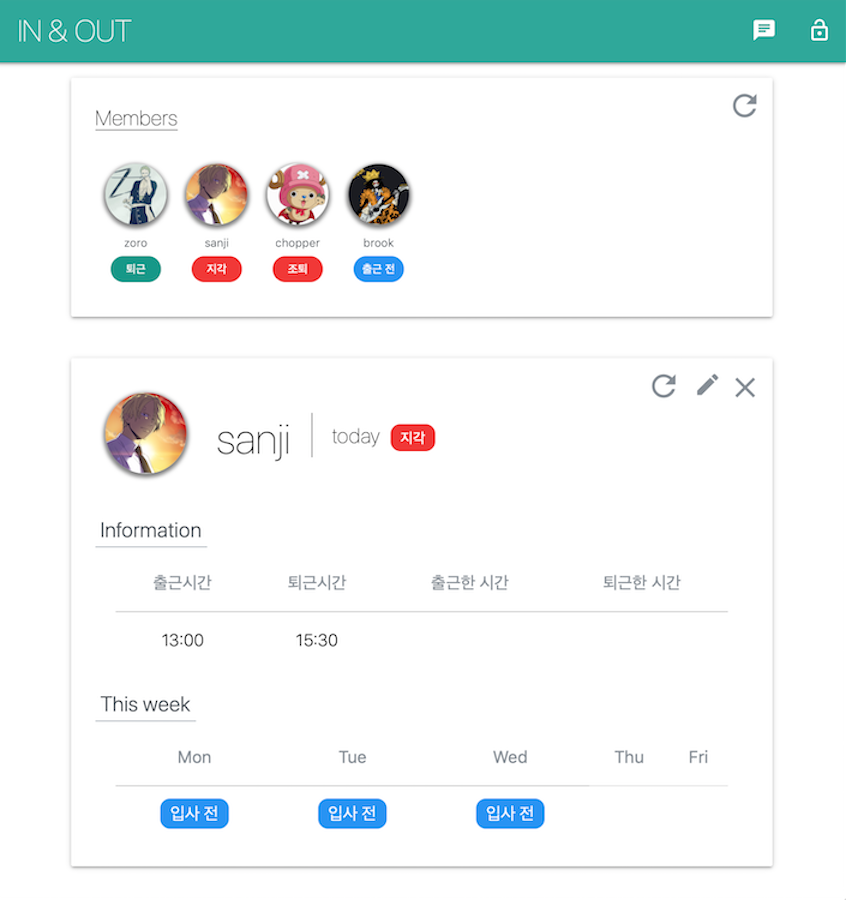 IN & OUT
Members
zoro sanji chopper brook
퇴근 지각 조퇴 출근 전
sanji today 지각
Information
출근시간 퇴근시간 출근한 시간 퇴근한 시간
13:00 15:30
This week
Mon Tue Wed Thu Fri
입사 전 입사 전 입사 전